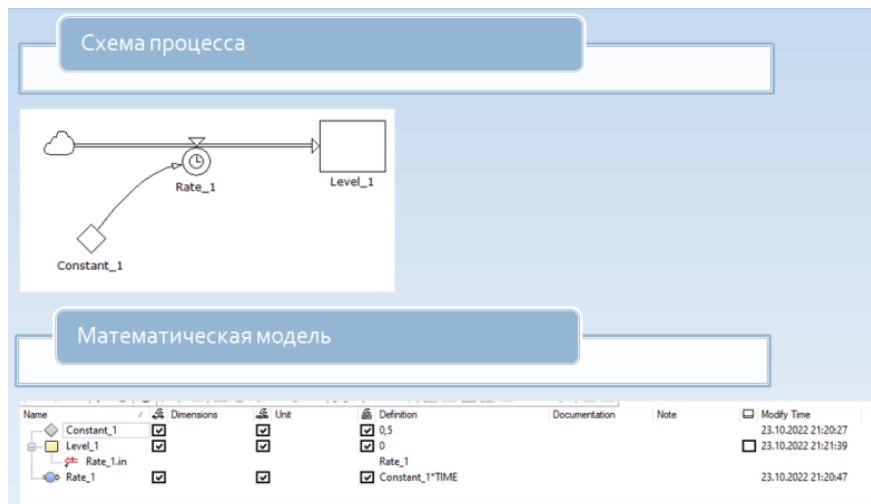 Схема процесса
Rate_1
Level_1
Constant_1
Математическая модель
Name / Dimensions Unit Definition Documentation Note Modify Time
Constant_1 0,5 23.10.2022 21:20:27
Level_1 0 23.10.2022 21:21:39
Rate_1.in Rate_1
Rate_1 Constant_1*TIME 23.10.2022 21:20:47